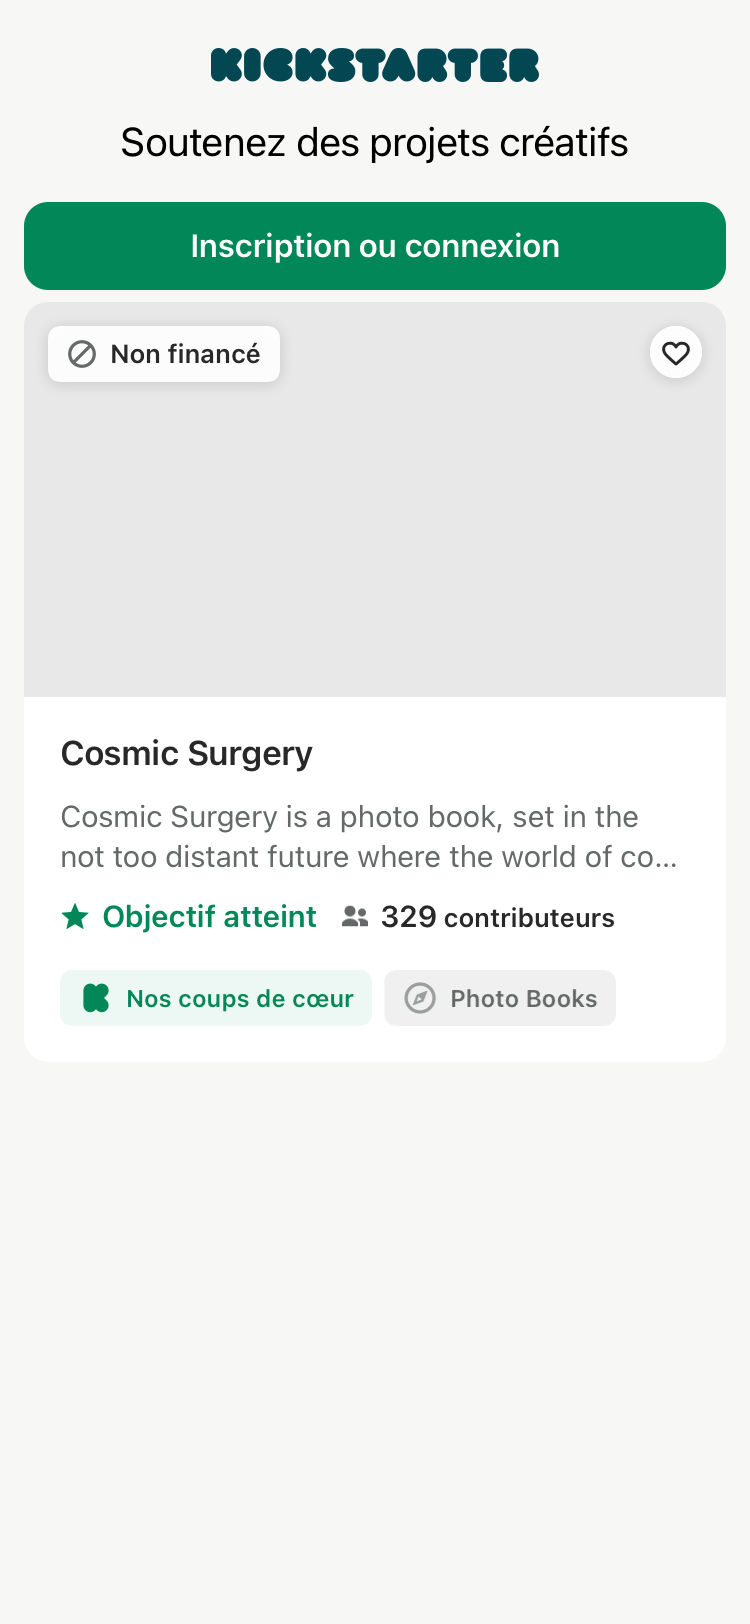 KICKSTARTER
Soutenez des projets créatifs
Inscription ou connexion
Non financé
Cosmic Surgery
Cosmic Surgery is a photo book, set in the
not too distant future where the world of co...
Objectif atteint 329 contributeurs
Nos coups de cœur Photo Books